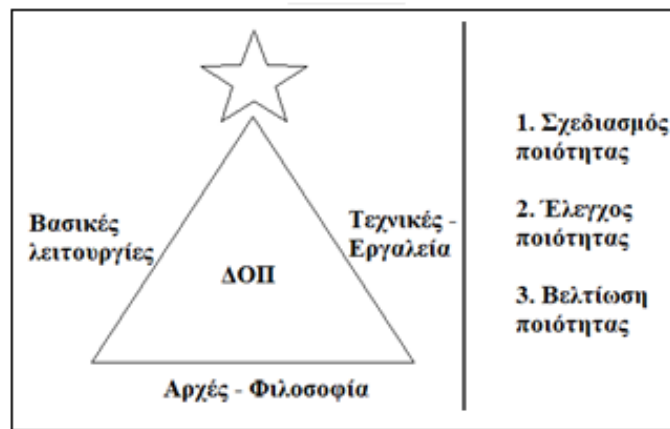 Βασικές
λειτουργίες
Τεχνικές -
Εργαλεία
ΔΟΠ
Αρχές - Φιλοσοφία
1. Σχεδιασμός
ποιότητας
2. Έλεγχος
ποιότητας
3. Βελτίωση
ποιότητας